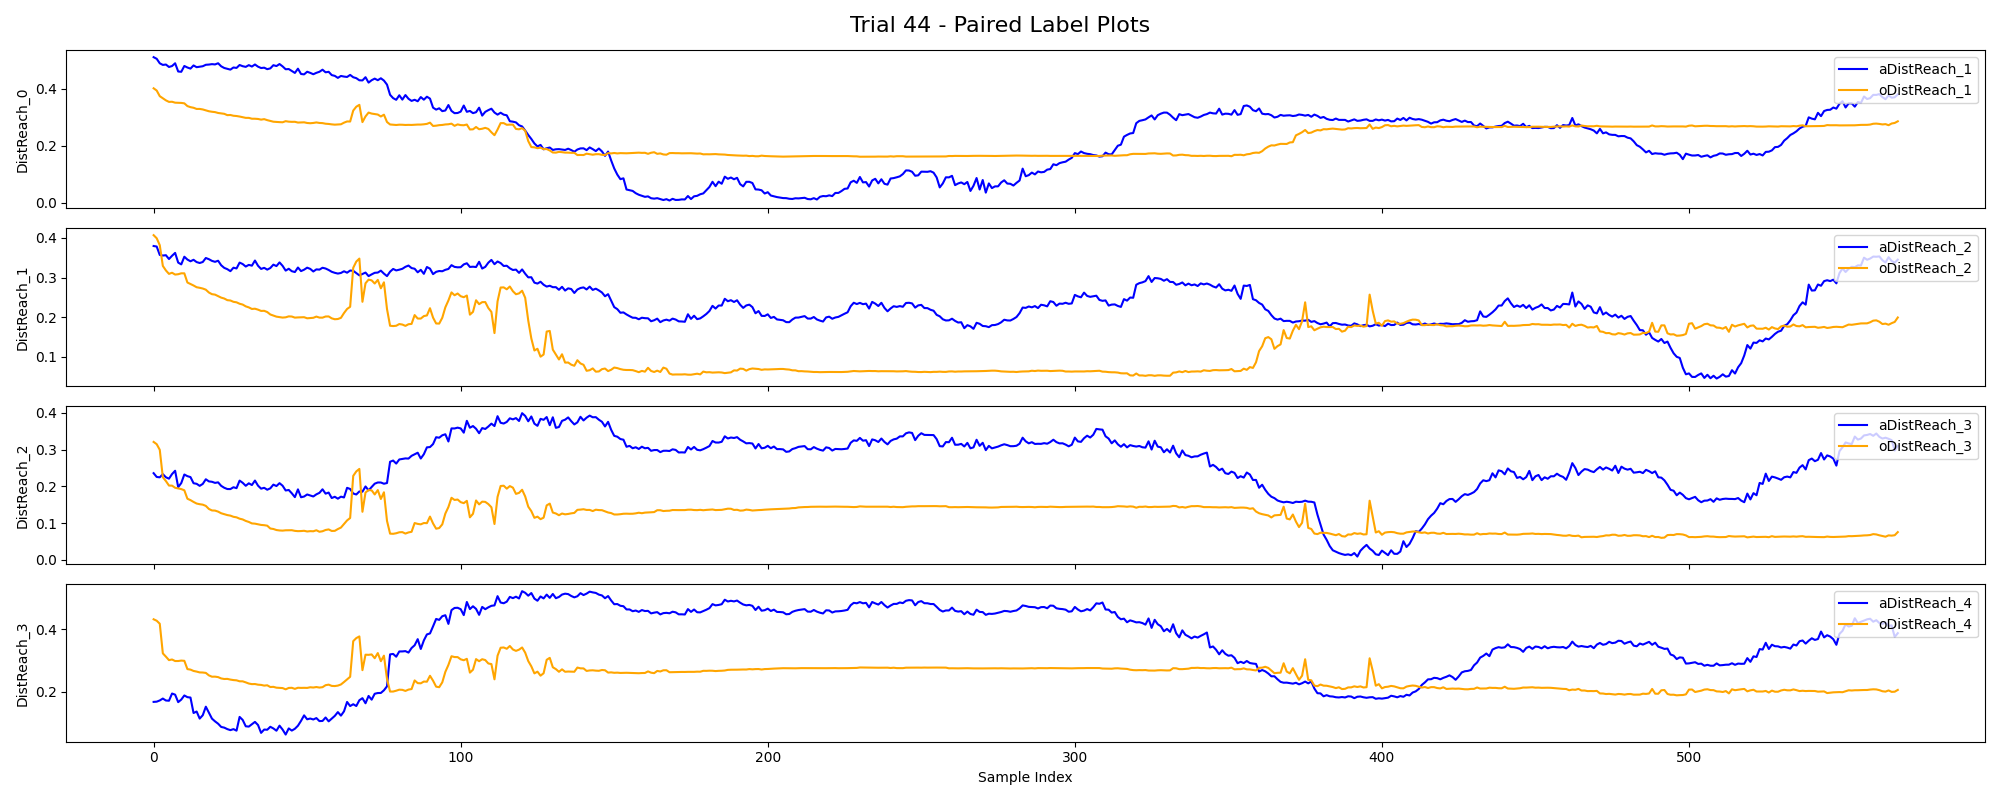 Trial 44 - Paired Label Plots
DistReach_0
0.4
0.2
0.0
aDistReach_1
oDistReach_1
DistReach_1
0.4
0.3
0.2
0.1
aDistReach_2
oDistReach_2
DistReach_2
0.4
0.3
0.2
0.1
0.0
aDistReach_3
oDistReach_3
DistReach_3
0.4
0.2
aDistReach_4
oDistReach_4
0 100 200 300 400 500
Sample Index